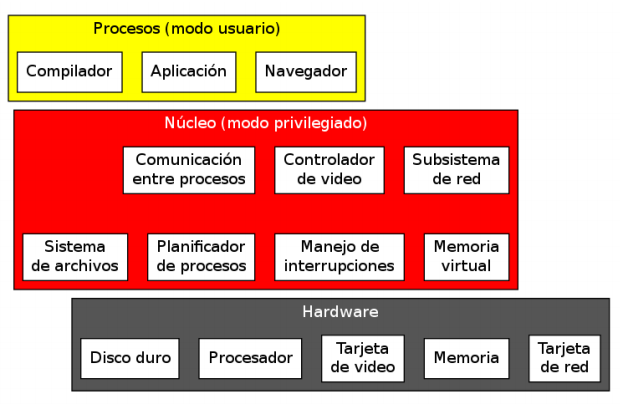 Procesos (modo usuario)
Compilador
Aplicación
Navegador
Núcleo (modo privilegiado)
Comunicación
entre procesos
Controlador
de video
Subsistema
de red
Sistema
de archivos
Planificador
de procesos
Manejo de
interrupciones
Memoria
virtual
Hardware
Disco duro
Procesador
Tarjeta
de video
Memoria
Tarjeta
de red